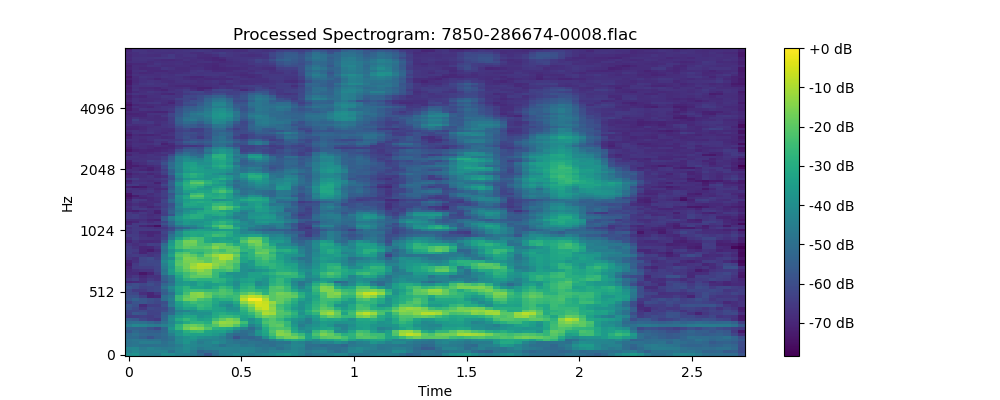 Processed Spectrogram: 7850-286674-0008.flac
Hz
4096
2048
1024
512
0
0
0.5
1
1.5
2
2.5
Time
+0 dB
-10 dB
-20 dB
-30 dB
-40 dB
-50 dB
-60 dB
-70 dB